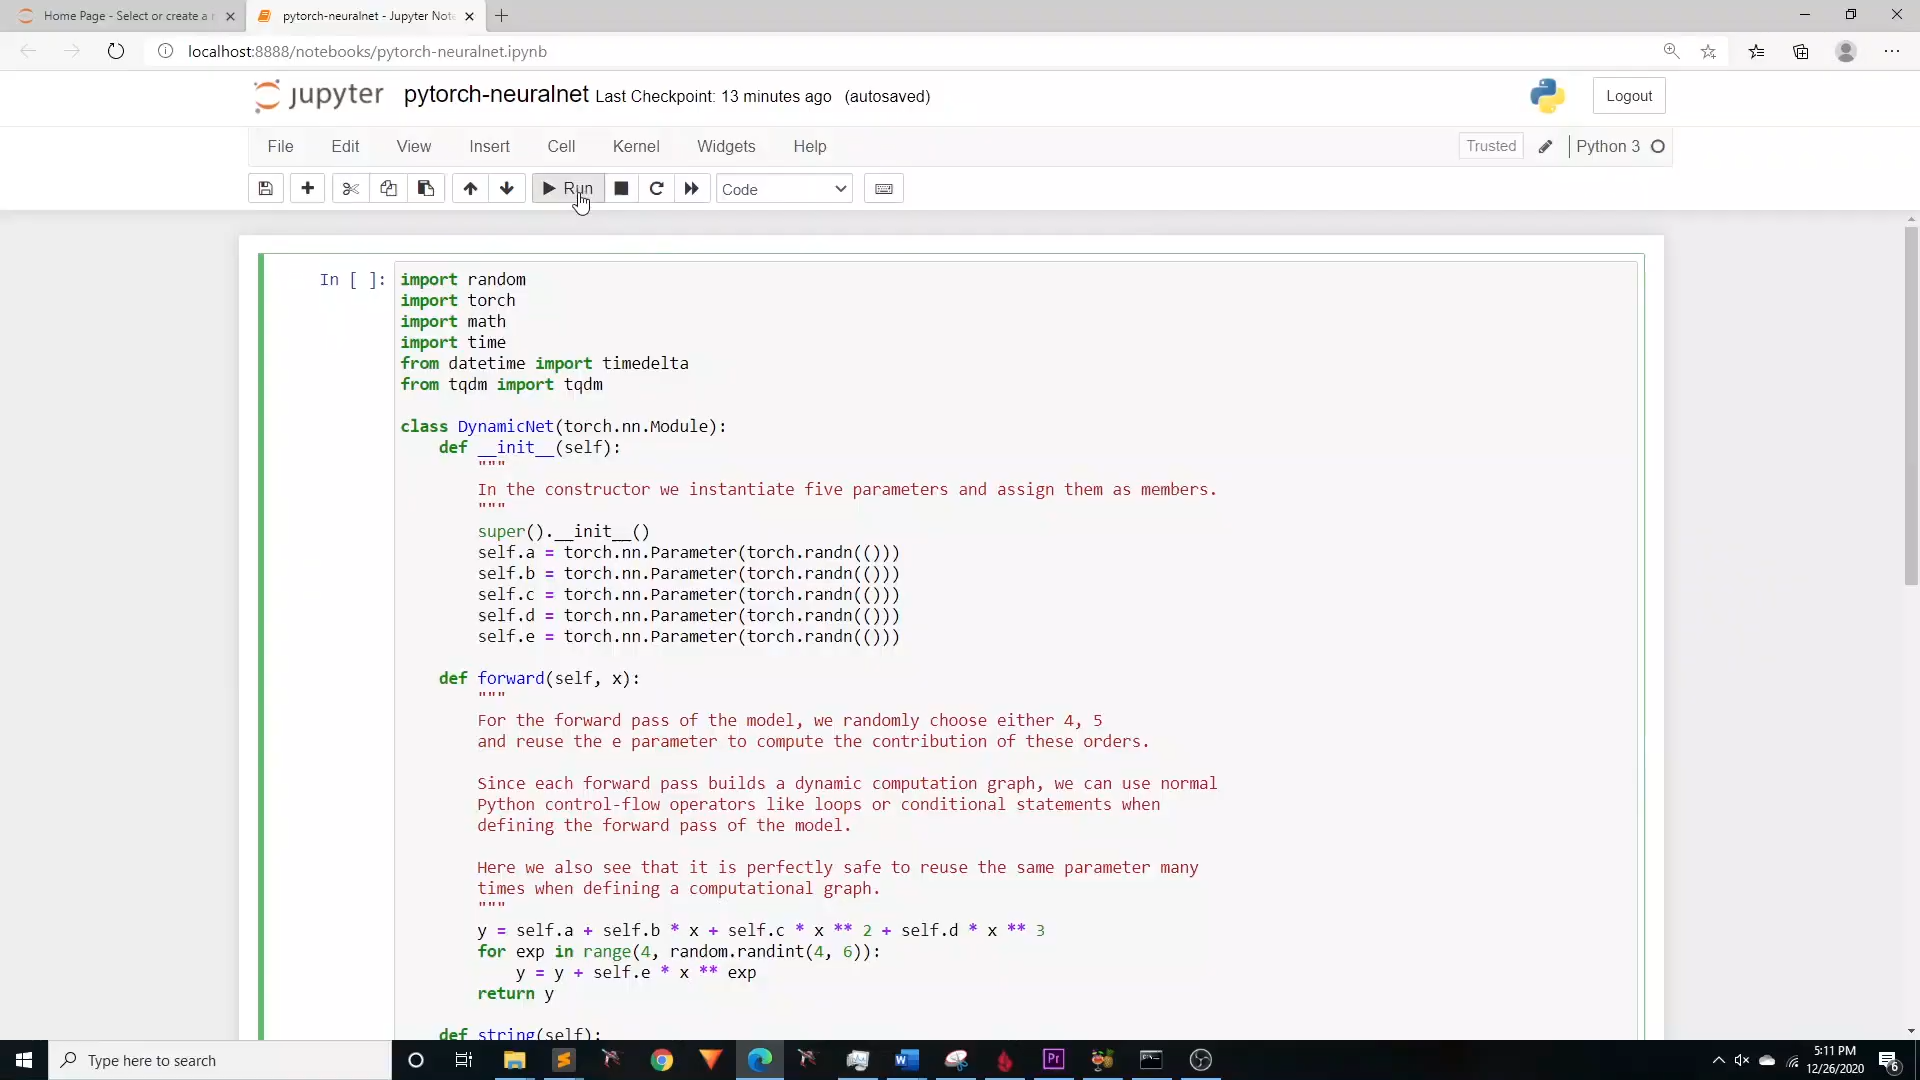 Home Page - Select or create a
pytorch-neuralnet - Jupyter Note
localhost:8888/notebooks/pytorch-neuralnet.ipynb
jupyter pytorch-neuralnet Last Checkpoint: 13 minutes ago (autosaved)
Logout
File Edit View Insert Cell Kernel Widgets Help
Trusted
Python 3
Run
Code
In [ ]:
import random
import torch
import math
import time
from datetime import timedelta
from tqdm import tqdm
class DynamicNet(torch.nn.Module):
def __init__(self):
"""
In the constructor we instantiate five parameters and assign them as members.
"""
super().__init__()
self.a = torch.nn.Parameter(torch.randn(()))
self.b = torch.nn.Parameter(torch.randn(()))
self.c = torch.nn.Parameter(torch.randn(()))
self.d = torch.nn.Parameter(torch.randn(()))
self.e = torch.nn.Parameter(torch.randn(()))
def forward(self, x):
"""
For the forward pass of the model, we randomly choose either 4, 5
and reuse the e parameter to compute the contribution of these orders.
Since each forward pass builds a dynamic computation graph, we can use normal
Python control-flow operators like loops or conditional statements when
defining the forward pass of the model.
Here we also see that it is perfectly safe to reuse the same parameter many
times when defining a computational graph.
"""
y = self.a + self.b * x + self.c * x ** 2 + self.d * x ** 3
for exp in range(4, random.randint(4, 6)):
y = y + self.e * x ** exp
return y
def string(self):
Type here to search
Pr
5:11 PM
12/26/2020
6